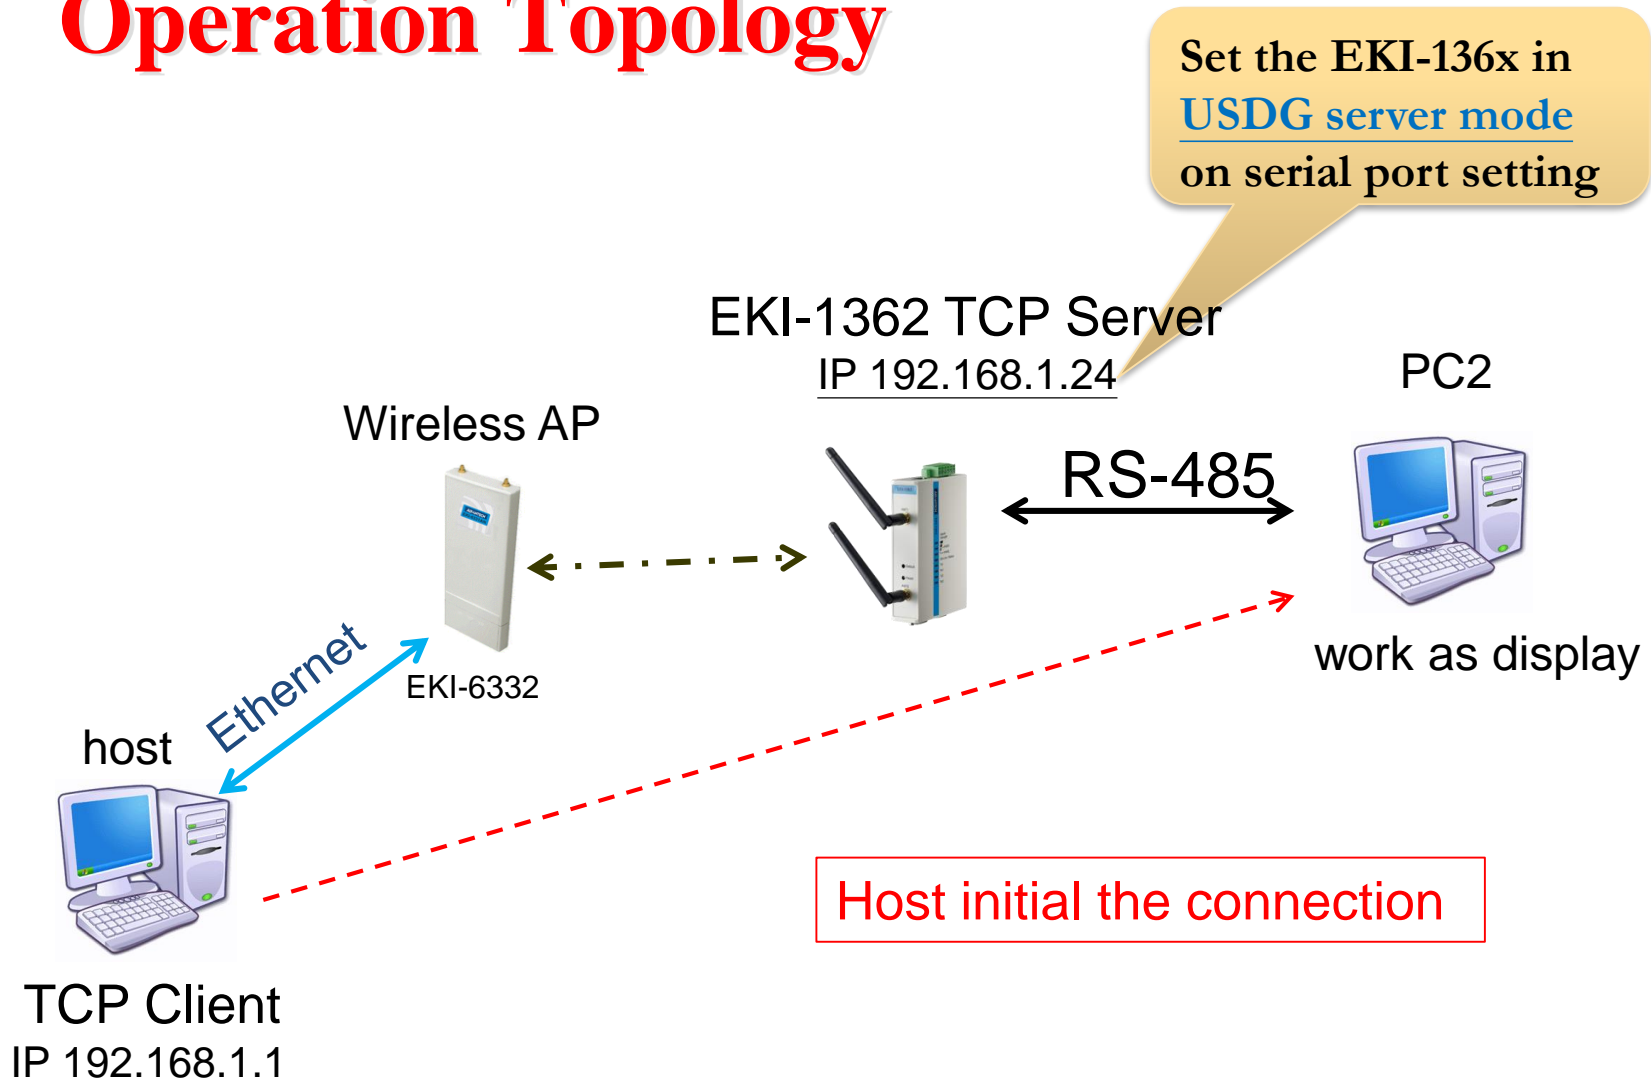 Operation Topology
Set the EKI-136x in
USDG server mode
on serial port setting
EKI-1362 TCP Server
IP 192.168.1.24
PC2
Wireless AP
RS-485
Ethernet
EKI-6332
work as display
host
Host initial the connection
TCP Client
IP 192.168.1.1